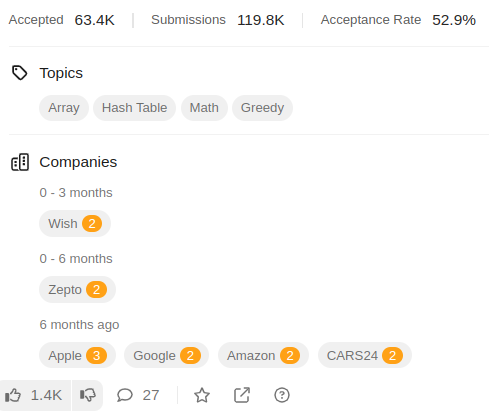 Accepted 63.4K Submissions 119.8K Acceptance Rate 52.9%
Topics
Array Hash Table Math Greedy
Companies
0 - 3 months
Wish 2
0 - 6 months
Zepto 2
6 months ago
Apple 3 Google 2 Amazon 2 CARS24 2
1.4K 27